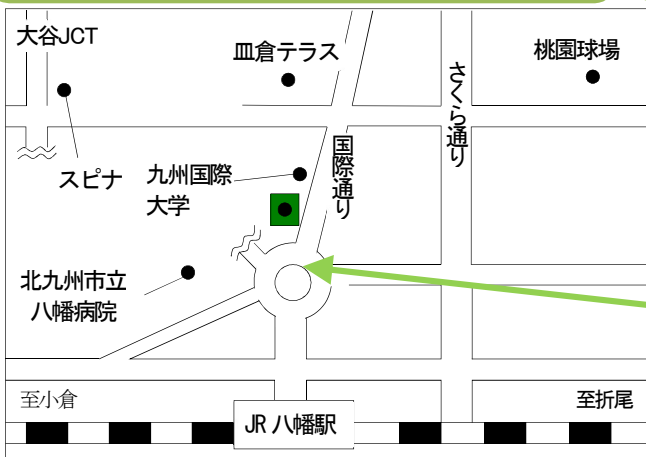 大谷JCT
皿倉テラス
桃園球場
さくら通り
国際通り
スピナ
九州国際
大学
北九州市立
八幡病院
至小倉
至折尾
JR 八幡駅